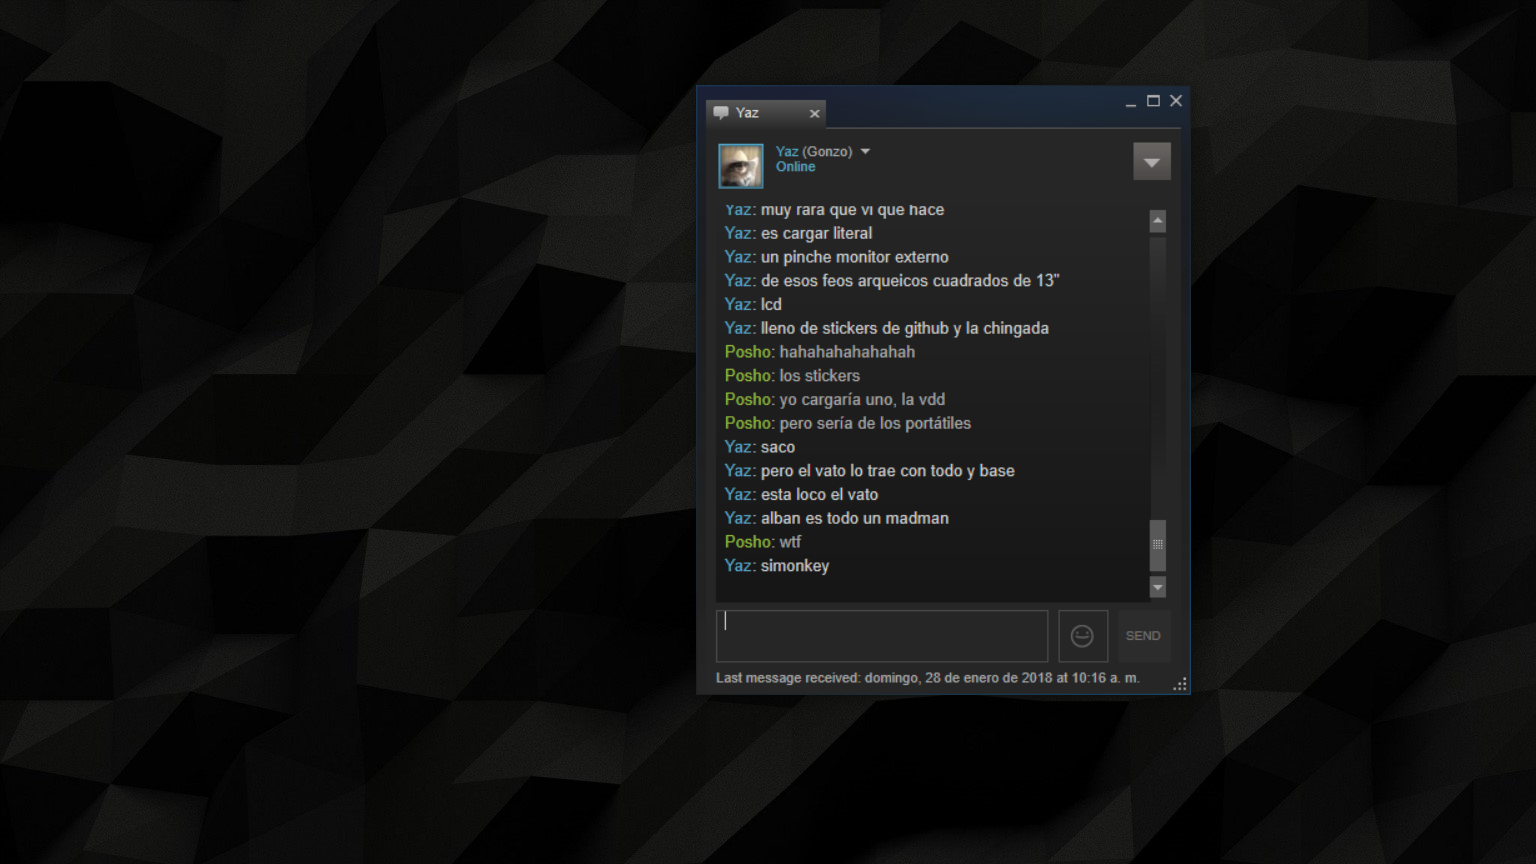 Yaz
Yaz (Gonzo)
Online
Yaz: muy rara que vi que hace
Yaz: es cargar literal
Yaz: un pinche monitor externo
Yaz: de esos feos arqueicos cuadrados de 13"
Yaz: lcd
Yaz: lleno de stickers de github y la chingada
Posho: hahahahahahahah
Posho: los stickers
Posho: yo cargaría uno, la vdd
Posho: pero sería de los portátiles
Yaz: saco
Yaz: pero el vato lo trae con todo y base
Yaz: esta loco el vato
Yaz: alban es todo un madman
Posho: wtf
Yaz: simonkey
SEND
Last message received: domingo, 28 de enero de 2018 at 10:16 a. m.